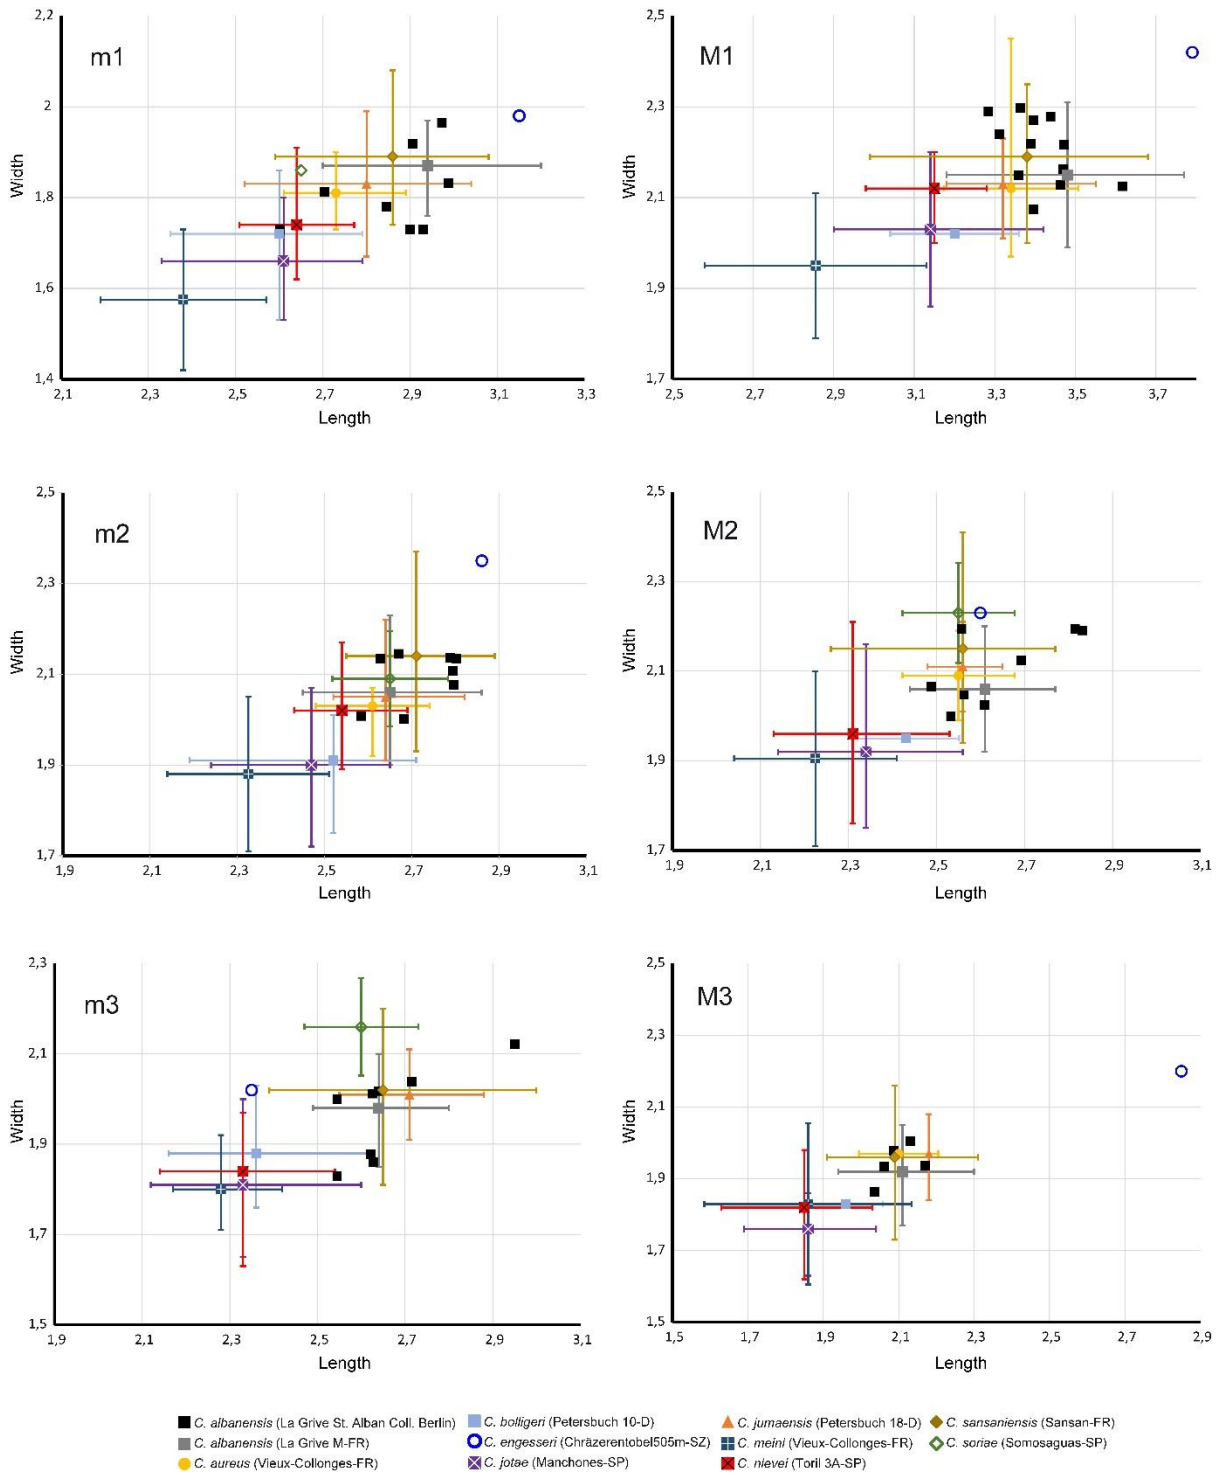 m1
2,2
2
1,8
1,6
1,4
Width
2,1 2,3 2,5 2,7 2,9 3,1 3,3
Length
M1
2,5
2,3
2,1
1,9
1,7
Width
2,5 2,7 2,9 3,1 3,3 3,5 3,7
Length
m2
2,5
2,3
2,1
1,9
1,7
Width
1,9 2,1 2,3 2,5 2,7 2,9 3,1
Length
M2
2,5
2,3
2,1
1,9
1,7
Width
1,9 2,1 2,3 2,5 2,7 2,9 3,1
Length
m3
2,3
2,1
1,9
1,7
1,5
Width
1,9 2,1 2,3 2,5 2,7 2,9 3,1
Length
M3
2,5
2,3
2,1
1,9
1,7
1,5
Width
1,5 1,7 1,9 2,1 2,3 2,5 2,7 2,9
Length
C. albanensis (La Grive St. Alban Coll. Berlin) C. bolligeri (Petersbuch 10-D) C. jumaensis (Petersbuch 18-D) C. sansaniensis (Sansan-FR)
C. albanensis (La Grive M-FR) C. engesseri (Chräzerentobel505m-SZ) C. meini (Vieux-Collonges-FR) C. soriae (Somosaguas-SP)
C. aureus (Vieux-Collonges-FR) C. jotae (Manchones-SP) C. nievei (Toril 3A-SP)